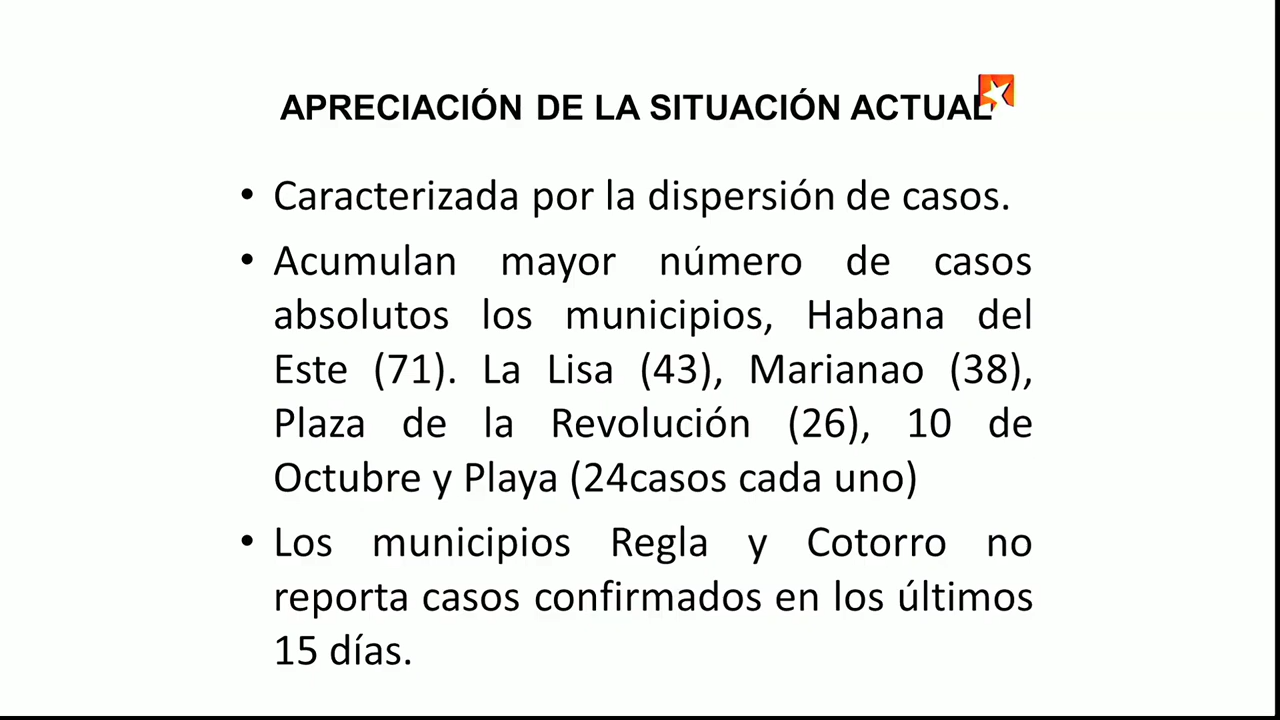 APRECIACIÓN DE LA SITUACIÓN ACTUAL
• Caracterizada por la dispersión de casos.
• Acumulan mayor número de casos
absolutos los municipios, Habana del
Este (71). La Lisa (43), Marianao (38),
Plaza de la Revolución (26), 10 de
Octubre y Playa (24casos cada uno)
• Los municipios Regla y Cotorro no
reporta casos confirmados en los últimos
15 días.